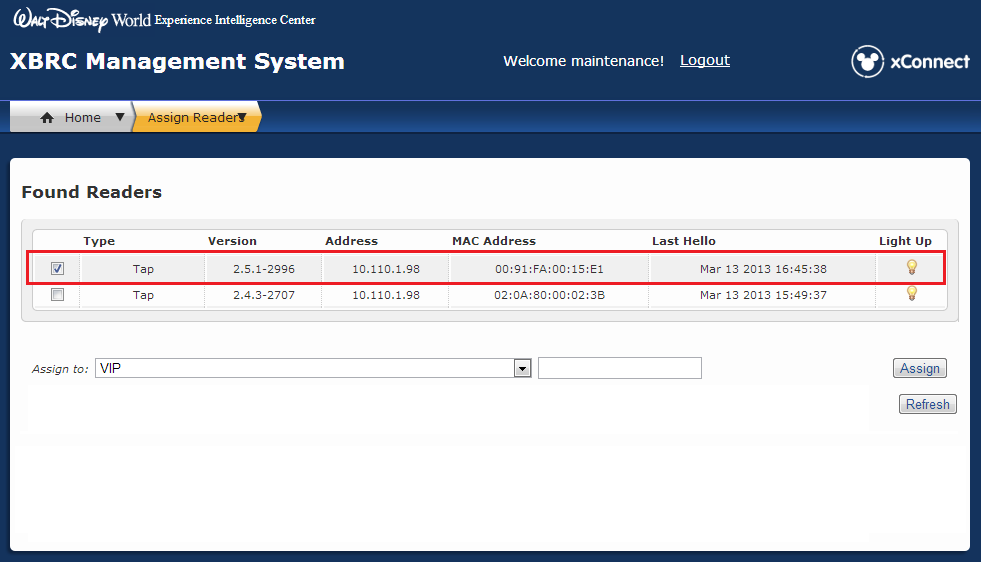 WALT DISNEY World Experience Intelligence Center
XBRC Management System
Welcome maintenance! Logout
xConnect
Home Assign Readers
Found Readers
Type Version Address MAC Address Last Hello Light Up
Tap 2.5.1-2996 10.110.1.98 00:91:FA:00:15:E1 Mar 13 2013 16:45:38
Tap 2.4.3-2707 10.110.1.98 02:0A:80:00:02:3B Mar 13 2013 15:49:37
Assign to: VIP Assign
Refresh